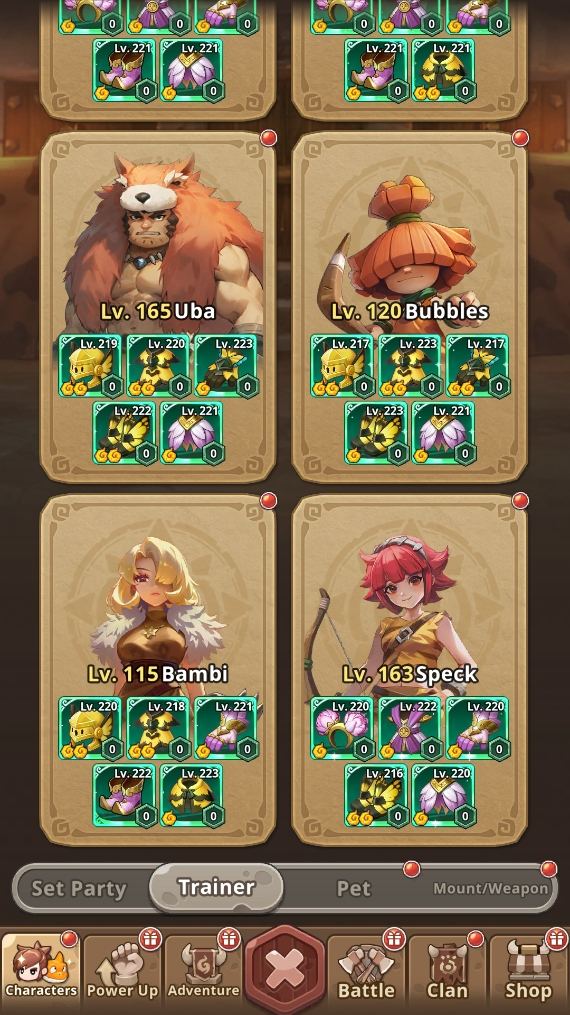 Lv. 221 Lv. 221 Lv. 221 Lv. 221
0 0 0 0
Lv. 165 Uba
Lv. 120 Bubbles
Lv. 219 Lv. 220 Lv. 223
0 0 0
Lv. 217 Lv. 223 Lv. 217
0 0 0
Lv. 222 Lv. 221
0 0
Lv. 223 Lv. 221
0 0
Lv. 115 Bambi
Lv. 163 Speck
Lv. 220 Lv. 218 Lv. 221
0 0 0
Lv. 220 Lv. 222 Lv. 220
0 0 0
Lv. 222 Lv. 223
0 0
Lv. 216 Lv. 220
0 0
Set Party Trainer Pet Mount/Weapon
Characters Power Up Adventure Battle Clan Shop